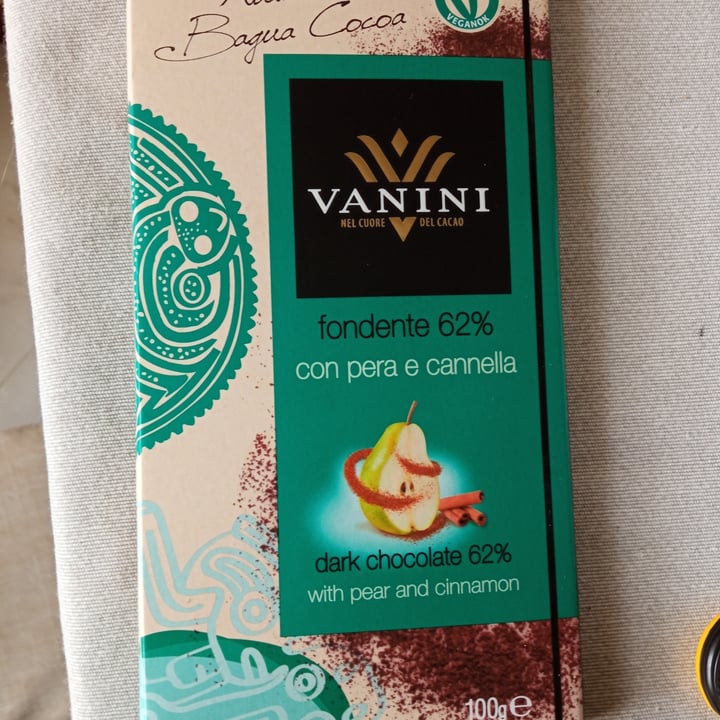 Bagua Cocoa
VEGANOK
VANINI
NEL CUORE DEL CACAO
fondente 62%
con pera e cannella
dark chocolate 62%
with pear and cinnamon
100g e